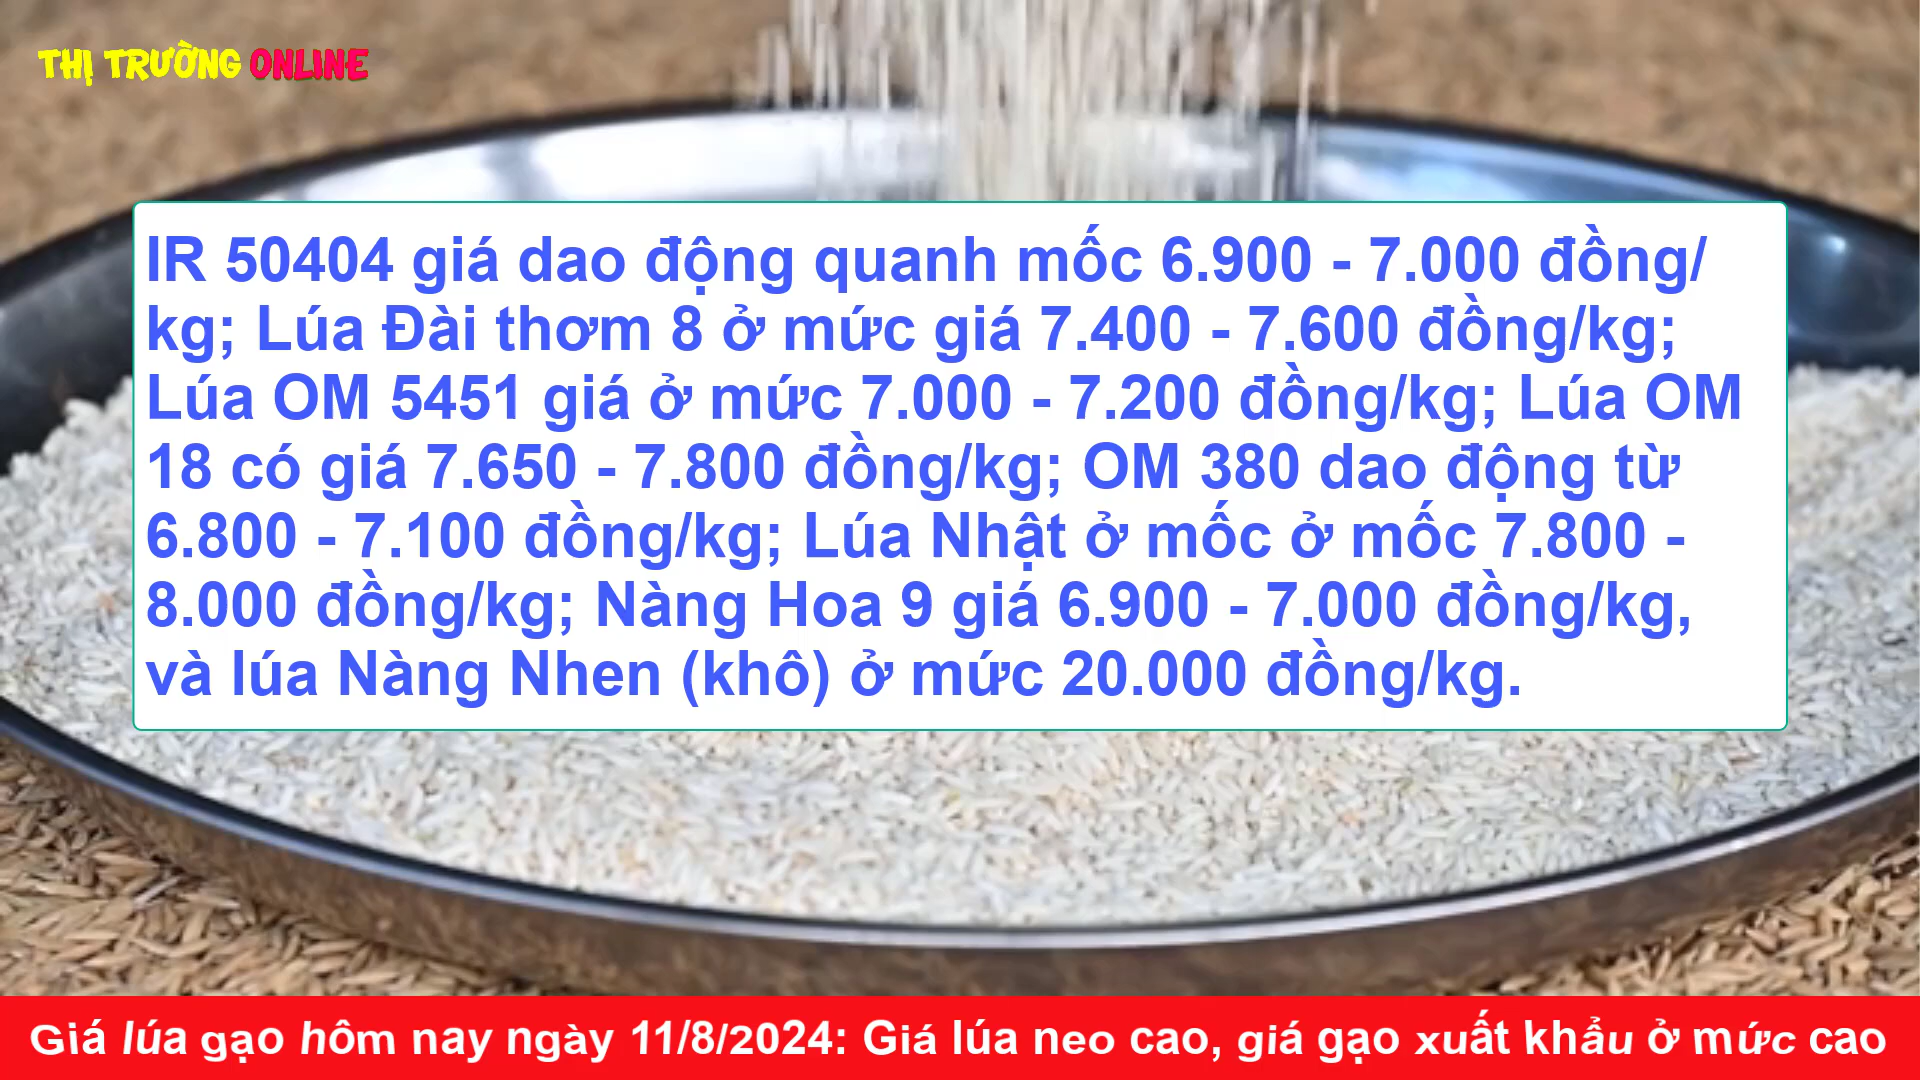 THỊ TRƯỜNG ONLINE
IR 50404 giá dao động quanh mốc 6.900 - 7.000 đồng/
kg; Lúa Đài thơm 8 ở mức giá 7.400 - 7.600 đồng/kg;
Lúa OM 5451 giá ở mức 7.000 - 7.200 đồng/kg; Lúa OM
18 có giá 7.650 - 7.800 đồng/kg; OM 380 dao động từ
6.800 - 7.100 đồng/kg; Lúa Nhật ở mốc ở mốc 7.800 -
8.000 đồng/kg; Nàng Hoa 9 giá 6.900 - 7.000 đồng/kg,
và lúa Nàng Nhen (khô) ở mức 20.000 đồng/kg.
Giá lúa gạo hôm nay ngày 11/8/2024: Giá lúa neo cao, giá gạo xuất khẩu ở mức cao